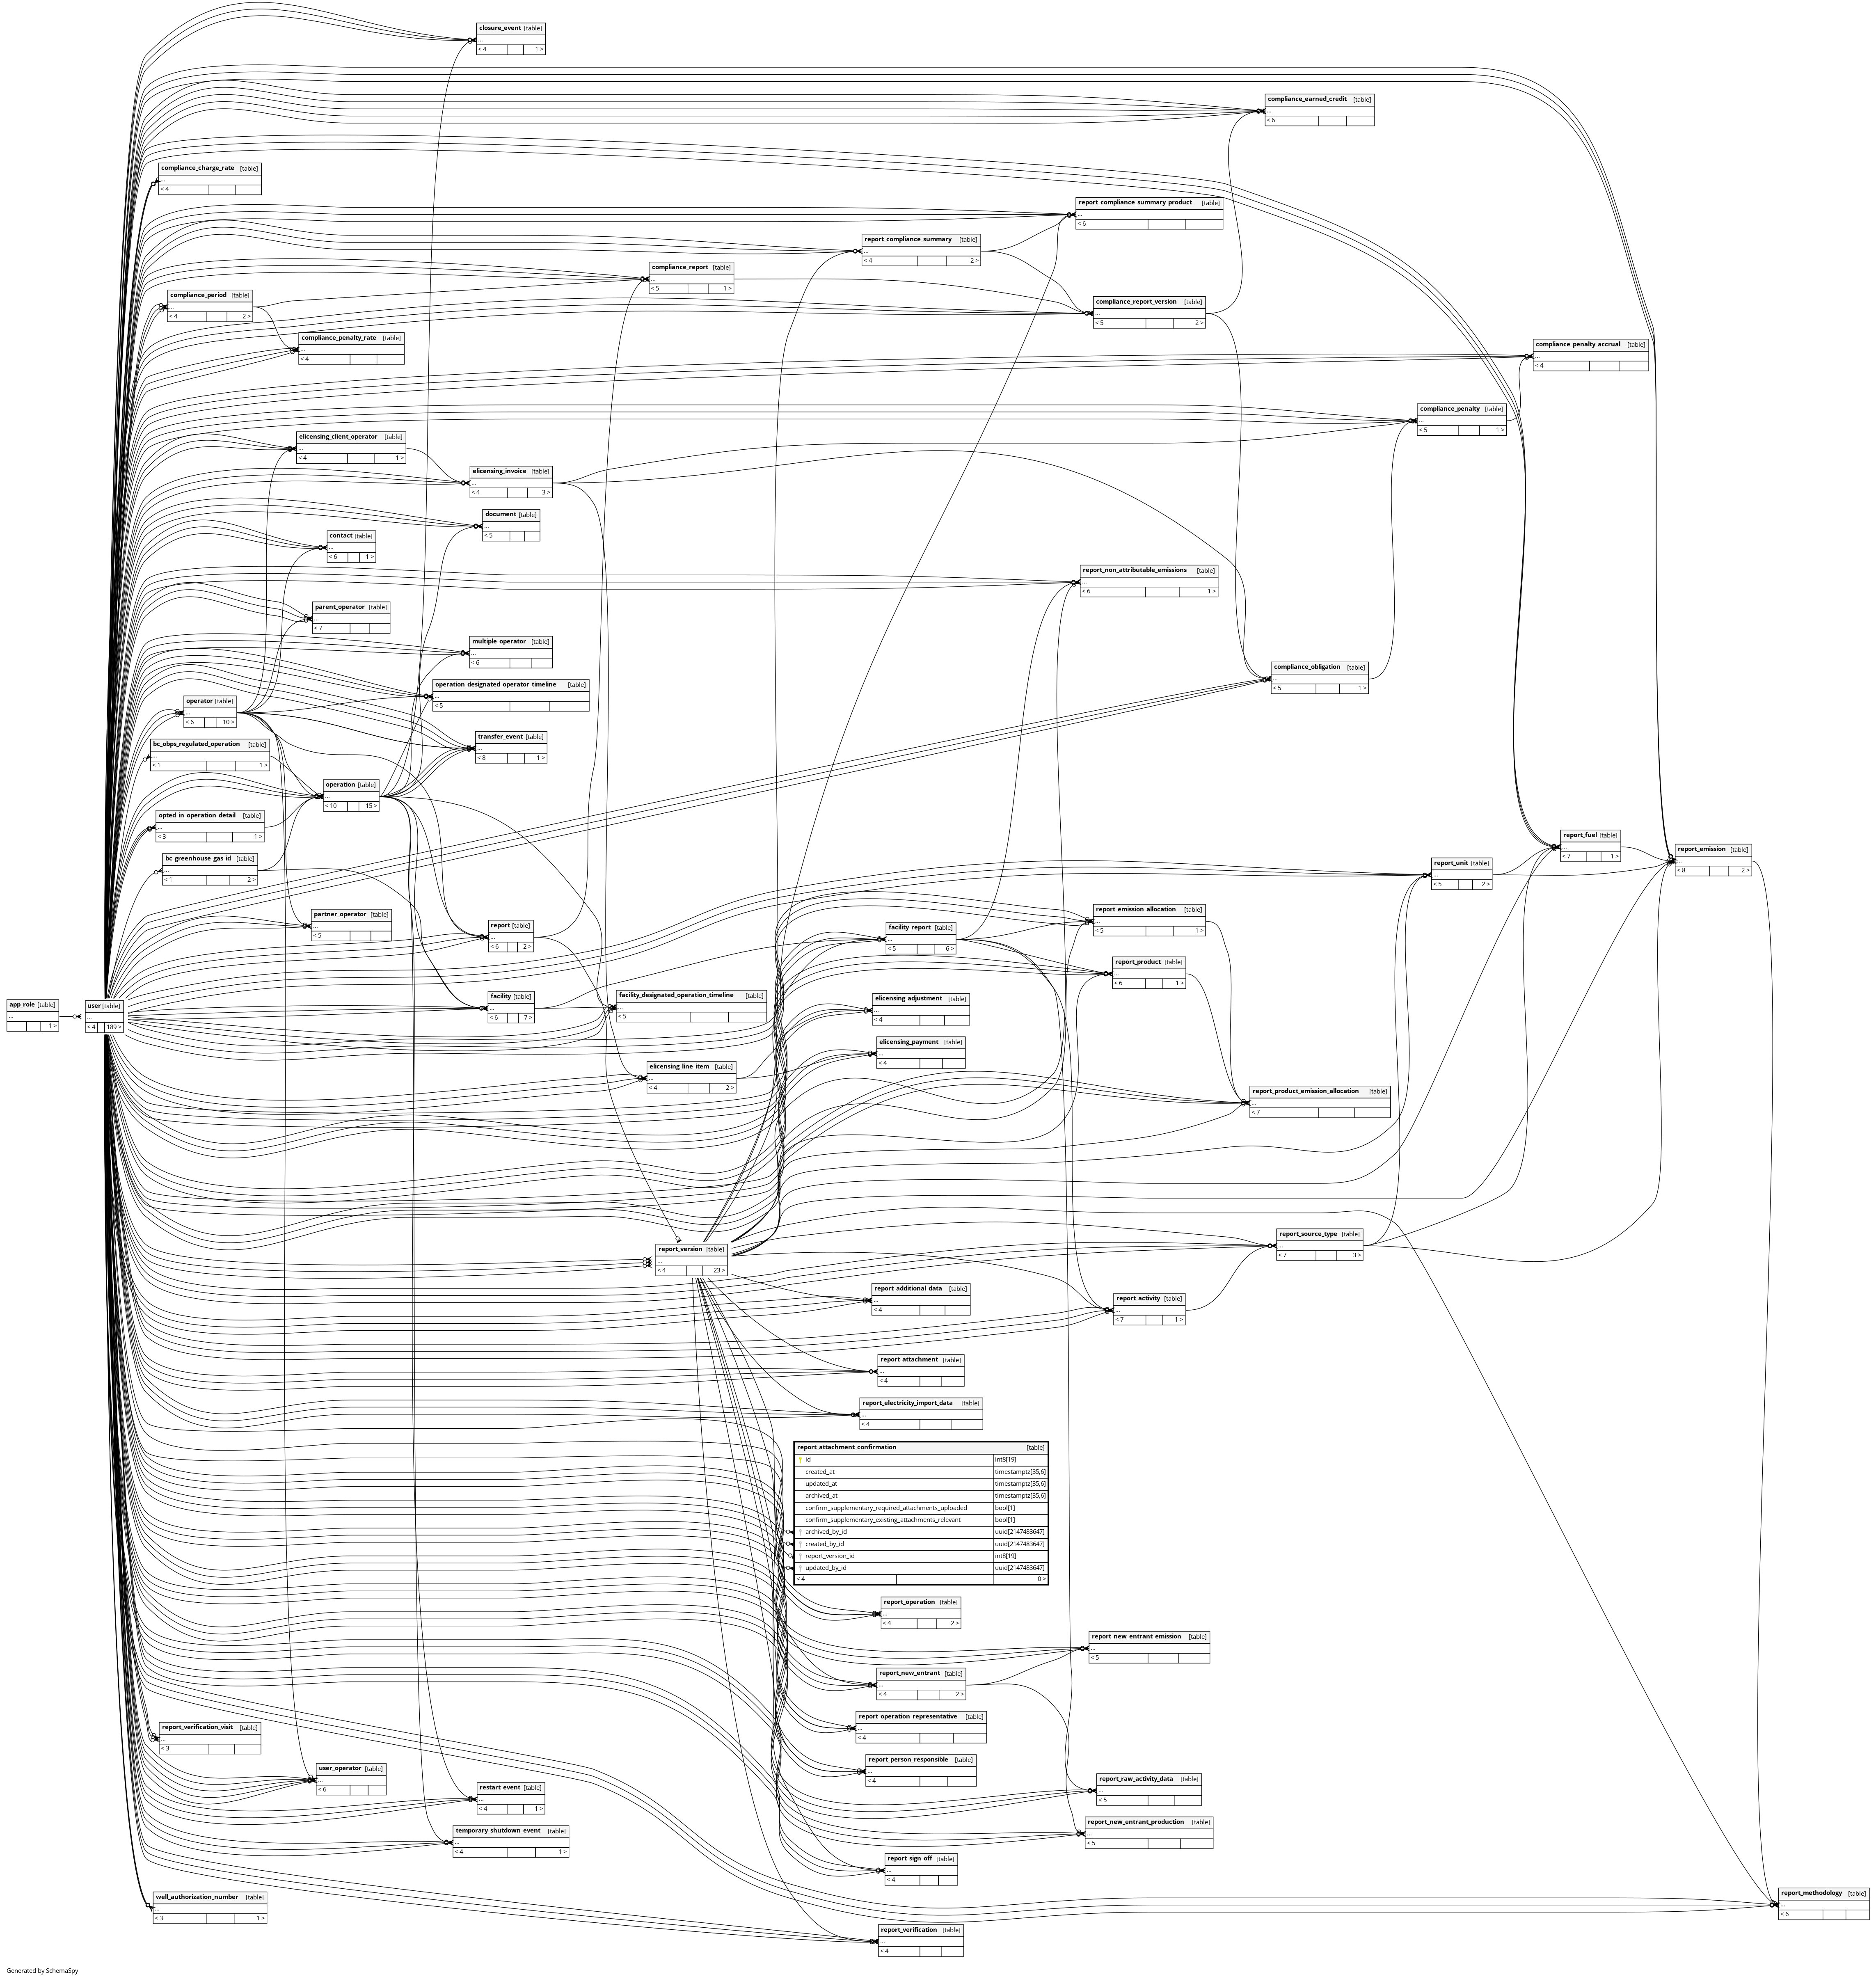 closure_event [table]
...
< 4 1 >
compliance_earned_credit [table]
...
< 6
compliance_charge_rate [table]
...
< 4
report_compliance_summary_product [table]
...
< 6
report_compliance_summary [table]
...
< 4 2 >
compliance_report [table]
...
< 5 1 >
compliance_period [table]
...
< 4 2 >
compliance_report_version [table]
...
< 5 2 >
compliance_penalty_rate [table]
...
< 4
compliance_penalty_accrual [table]
...
< 4
compliance_penalty [table]
...
< 5 1 >
elicensing_client_operator [table]
...
< 4 1 >
elicensing_invoice [table]
...
< 4 3 >
document [table]
...
< 5
contact [table]
...
< 6 1 >
report_non_attributable_emissions [table]
...
< 6 1 >
parent_operator [table]
...
< 7
multiple_operator [table]
...
< 6
compliance_obligation [table]
...
< 5 1 >
operation_designated_operator_timeline [table]
...
< 5
operator [table]
...
< 6 10 >
transfer_event [table]
...
< 8 1 >
bc_obps_regulated_operation [table]
...
< 1 1 >
operation [table]
...
< 10 15 >
opted_in_operation_detail [table]
...
< 3 1 >
report_fuel [table]
...
< 7 1 >
report_emission [table]
...
< 8 2 >
bc_greenhouse_gas_id [table]
...
< 1 2 >
report_unit [table]
...
< 5 2 >
partner_operator [table]
...
< 5
report [table]
...
< 6 2 >
facility_report [table]
...
< 5 6 >
report_emission_allocation [table]
...
< 5 1 >
report_product [table]
...
< 6 1 >
app_role [table]
...
1 >
user [table]
...
< 4 189 >
facility [table]
...
< 6 7 >
facility_designated_operation_timeline [table]
...
< 5
elicensing_adjustment [table]
...
< 4
elicensing_payment [table]
...
< 4
elicensing_line_item [table]
...
< 4 2 >
report_product_emission_allocation [table]
...
< 7
report_version [table]
...
< 4 23 >
report_source_type [table]
...
< 7 3 >
report_additional_data [table]
...
< 4
report_activity [table]
...
< 7 1 >
report_attachment [table]
...
< 4
report_electricity_import_data [table]
...
< 4
report_attachment_confirmation [table]
id int8[19]
created_at timestamptz[35,6]
updated_at timestamptz[35,6]
archived_at timestamptz[35,6]
confirm_supplementary_required_attachments_uploaded bool[1]
confirm_supplementary_existing_attachments_relevant bool[1]
archived_by_id uuid[2147483647]
created_by_id uuid[2147483647]
report_version_id int8[19]
updated_by_id uuid[2147483647]
< 4 0 >
report_operation [table]
...
< 4 2 >
report_new_entrant_emission [table]
...
< 5
report_new_entrant [table]
...
< 4 2 >
report_operation_representative [table]
...
< 4
report_verification_visit [table]
...
< 3
report_person_responsible [table]
...
< 4
user_operator [table]
...
< 6
restart_event [table]
...
< 4 1 >
report_raw_activity_data [table]
...
< 5
report_new_entrant_production [table]
...
< 5
temporary_shutdown_event [table]
...
< 4 1 >
report_sign_off [table]
...
< 4
report_methodology [table]
...
< 6
well_authorization_number [table]
...
< 3 1 >
report_verification [table]
...
< 4
Generated by SchemaSpy